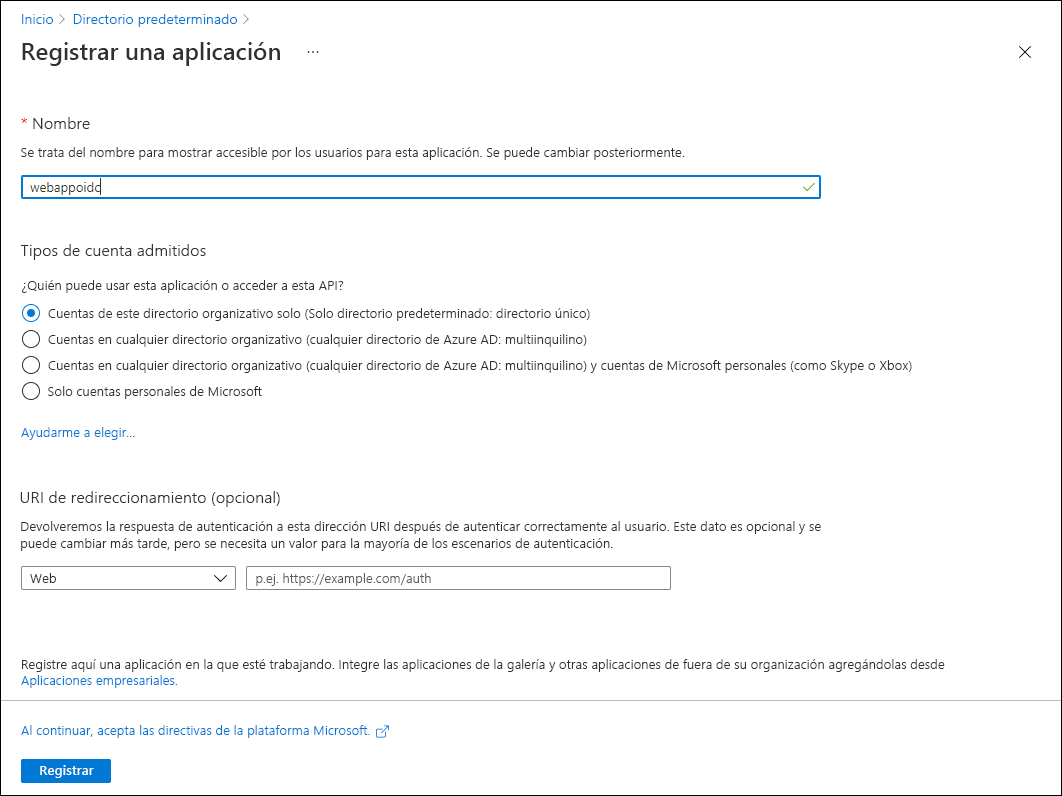 Inicio > Directorio predeterminado >
Registrar una aplicación ...
* Nombre
Se trata del nombre para mostrar accesible por los usuarios para esta aplicación. Se puede cambiar posteriormente.
webappoidc
Tipos de cuenta admitidos
¿Quién puede usar esta aplicación o acceder a esta API?
Cuentas de este directorio organizativo solo (Solo directorio predeterminado: directorio único)
Cuentas en cualquier directorio organizativo (cualquier directorio de Azure AD: multiinquilino)
Cuentas en cualquier directorio organizativo (cualquier directorio de Azure AD: multiinquilino) y cuentas de Microsoft personales (como Skype o Xbox)
Solo cuentas personales de Microsoft
Ayudarme a elegir...
URI de redireccionamiento (opcional)
Devolveremos la respuesta de autenticación a esta dirección URI después de autenticar correctamente al usuario. Este dato es opcional y se
puede cambiar más tarde, pero se necesita un valor para la mayoría de los escenarios de autenticación.
Web p.ej. https://example.com/auth
Registre aquí una aplicación en la que esté trabajando. Integre las aplicaciones de la galería y otras aplicaciones de fuera de su organización agregándolas desde
Aplicaciones empresariales.
Al continuar, acepta las directivas de la plataforma Microsoft.
Registrar